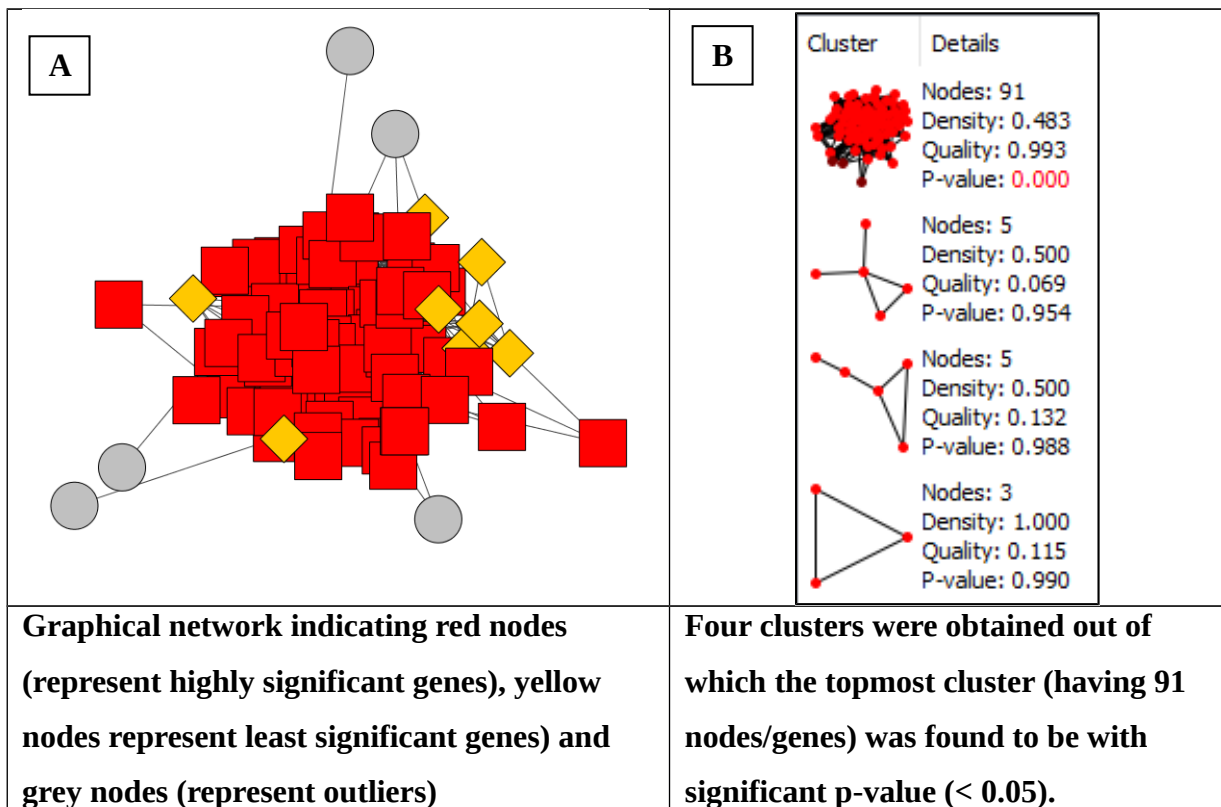 A
B
Cluster Details
Nodes: 91
Density: 0.483
Quality: 0.993
P-value: 0.000
Nodes: 5
Density: 0.500
Quality: 0.069
P-value: 0.954
Nodes: 5
Density: 0.500
Quality: 0.132
P-value: 0.988
Nodes: 3
Density: 1.000
Quality: 0.115
P-value: 0.990
Graphical network indicating red nodes
(represent highly significant genes), yellow
nodes represent least significant genes) and
grey nodes (represent outliers)
Four clusters were obtained out of
which the topmost cluster (having 91
nodes/genes) was found to be with
significant p-value (< 0.05).